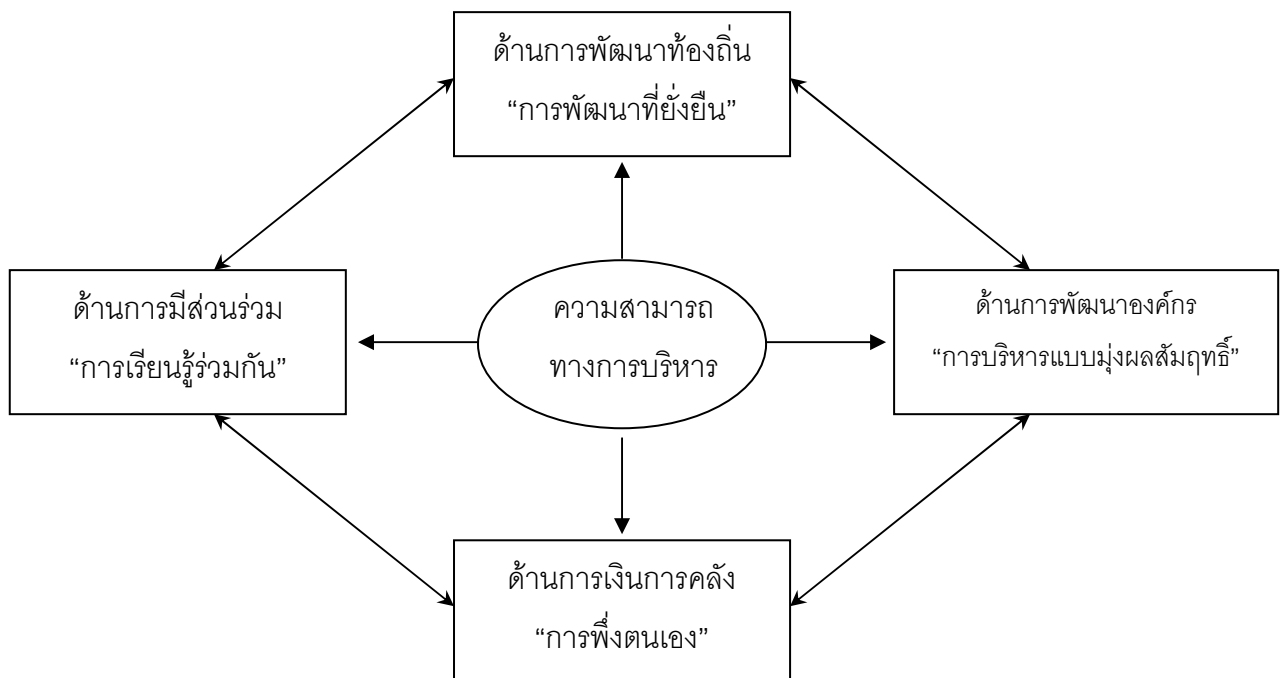 ด้านการพัฒนาท้องถิ่น
“การพัฒนาที่ยั่งยืน”
ด้านการมีส่วนร่วม
“การเรียนรู้ร่วมกัน”
ความสามารถ
ทางการบริหาร
ด้านการพัฒนาองค์กร
“การบริหารแบบมุ่งผลสัมฤทธิ์”
ด้านการเงินการคลัง
“การพึ่งตนเอง”